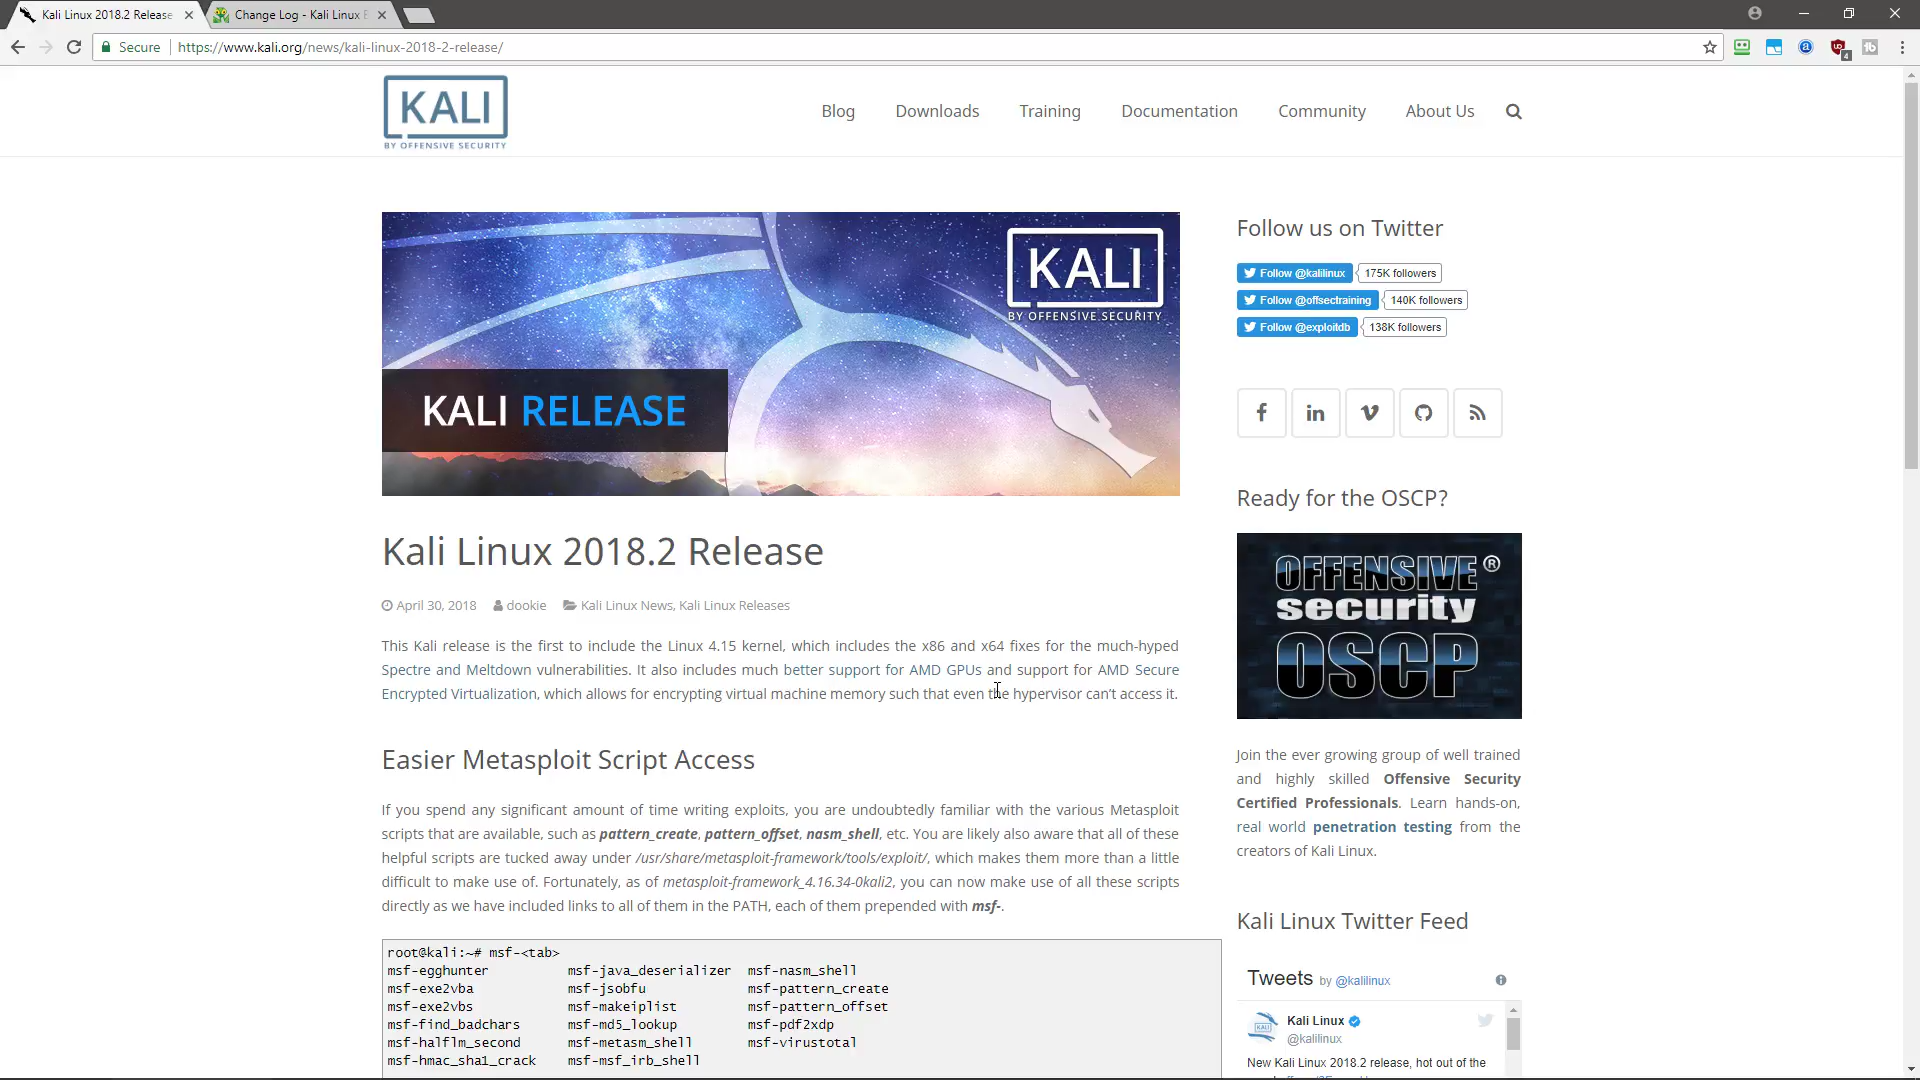 Kali Linux 2018.2 Release
Change Log - Kali Linux
Secure
https://www.kali.org/news/kali-linux-2018-2-release/
4
KALI
BY OFFENSIVE SECURITY
Blog
Downloads
Training
Documentation
Community
About Us
KALI
BY OFFENSIVE SECURITY
KALI RELEASE
Kali Linux 2018.2 Release
April 30, 2018 dookie Kali Linux News, Kali Linux Releases
This Kali release is the first to include the Linux 4.15 kernel, which includes the x86 and x64 fixes for the much-hyped
Spectre and Meltdown vulnerabilities. It also includes much better support for AMD GPUs and support for AMD Secure
Encrypted Virtualization, which allows for encrypting virtual machine memory such that even the hypervisor can't access it.
Easier Metasploit Script Access
If you spend any significant amount of time writing exploits, you are undoubtedly familiar with the various Metasploit
scripts that are available, such as pattern_create, pattern_offset, nasm_shell, etc. You are likely also aware that all of these
helpful scripts are tucked away under /usr/share/metasploit-framework/tools/exploit/, which makes them more than a little
difficult to make use of. Fortunately, as of metasploit-framework_4.16.34-0kali2, you can now make use of all these scripts
directly as we have included links to all of them in the PATH, each of them prepended with msf-.
root@kali:~# msf-<tab>
msf-egghunter msf-java_deserializer msf-nasm_shell
msf-exe2vba msf-jsobfu msf-pattern_create
msf-exe2vbs msf-makeiplist msf-pattern_offset
msf-find_badchars msf-md5_lookup msf-pdf2xdp
msf-halflm_second msf-metasm_shell msf-virustotal
msf-hmac_sha1_crack msf-msf_irb_shell
Follow us on Twitter
Follow @kalilinux 175K followers
Follow @offsectraining 140K followers
Follow @exploitdb 138K followers
Ready for the OSCP?
OFFENSIVE ®
security
OSCP
Join the ever growing group of well trained
and highly skilled Offensive Security
Certified Professionals. Learn hands-on,
real world penetration testing from the
creators of Kali Linux.
Kali Linux Twitter Feed
Tweets by @kalilinux
Kali Linux
@kalilinux
New Kali Linux 2018.2 release, hot out of the